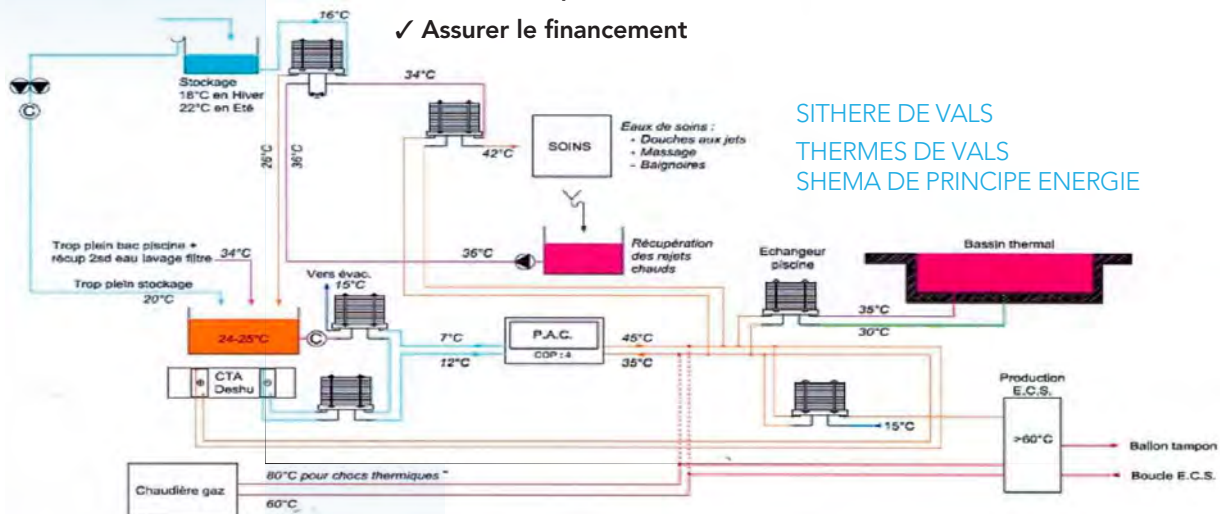 ✓ Assurer le financement
16°C
Stockage
18°C en Hiver
22°C en Eté
C
34°C
26°C
36°C
42°C
SOINS
Eaux de soins :
- Douches aux jets
- Massage
- Baignoires
SITHERE DE VALS
THERMES DE VALS
SHEMA DE PRINCIPE ENERGIE
Trop plein bac piscine +
récup 2sd eau lavage filtre
34°C
Trop plein stockage
20°C
36°C
Récupération
des rejets
chauds
Vers évac.
15°C
Echangeur
piscine
Bassin thermal
35°C
30°C
24-25°C
C
7°C
12°C
P.A.C.
COP : 4
45°C
35°C
CTA
Deshu
15°C
Production
E.C.S.
>60°C
Ballon tampon
Boucle E.C.S.
Chaudière gaz
80°C pour chocs thermiques
60°C